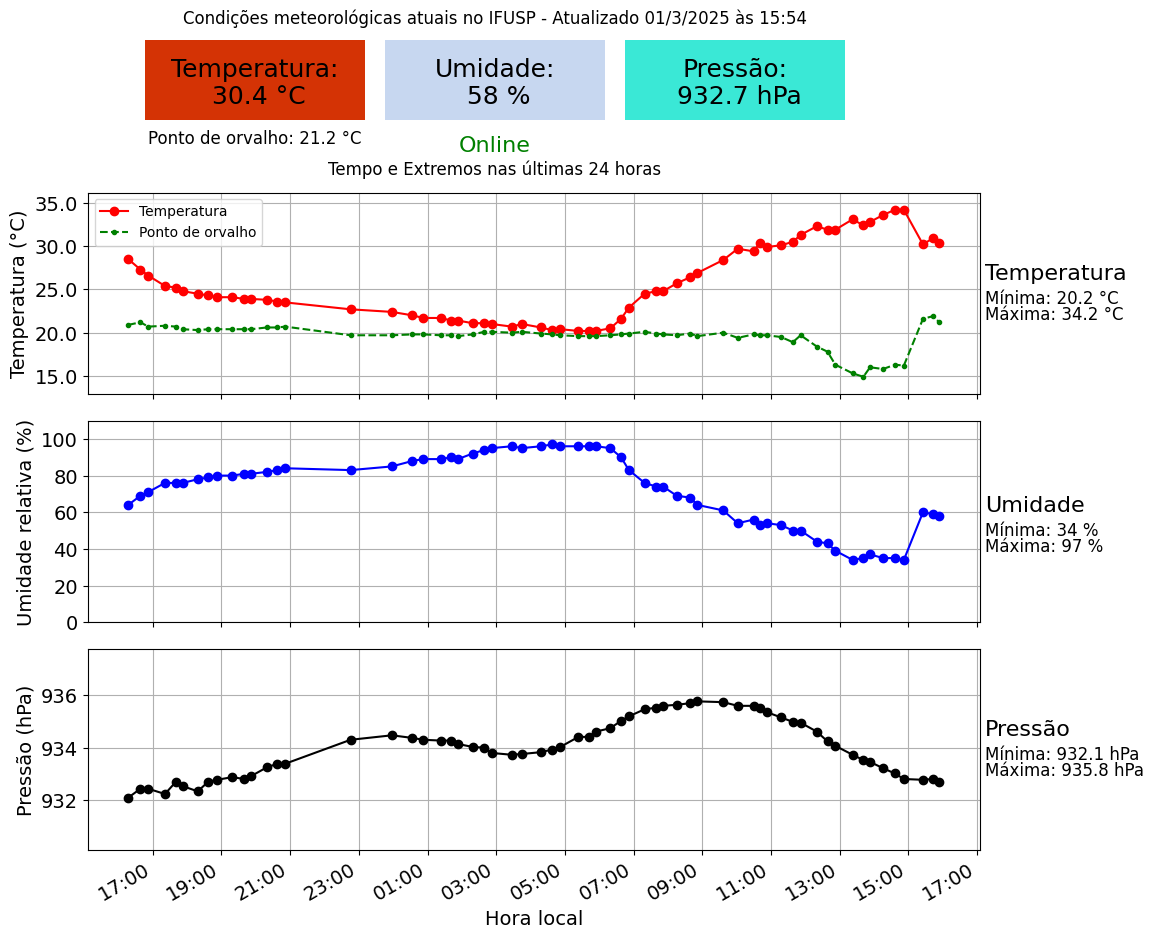 Condições meteorológicas atuais no IFUSP - Atualizado 01/3/2025 às 15:54
Temperatura:
30.4 °C
Umidade:
58 %
Pressão:
932.7 hPa
Ponto de orvalho: 21.2 °C
Online
Tempo e Extremos nas últimas 24 horas
Temperatura (°C)
35.0
30.0
25.0
20.0
15.0
Temperatura
Ponto de orvalho
Temperatura
Mínima: 20.2 °C
Máxima: 34.2 °C
Umidade relativa (%)
100
80
60
40
20
0
Umidade
Mínima: 34 %
Máxima: 97 %
Pressão (hPa)
936
934
932
Pressão
Mínima: 932.1 hPa
Máxima: 935.8 hPa
17:00 19:00 21:00 23:00 01:00 03:00 05:00 07:00 09:00 11:00 13:00 15:00 17:00
Hora local